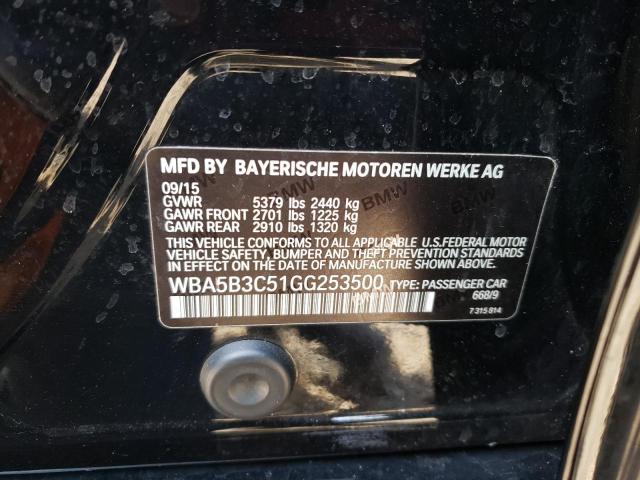 MFD BY BAYERISCHE MOTOREN WERKE AG
09/15
GVWR 5379 lbs 2440 kg
GAWR FRONT 2701 lbs 1225 kg
GAWR REAR 2910 lbs 1320 kg
THIS VEHICLE CONFORMS TO ALL APPLICABLE U.S.FEDERAL MOTOR
VEHICLE SAFETY, BUMPER, AND THEFT PREVENTION STANDARDS
IN EFFECT ON THE DATE OF MANUFACTURE SHOWN ABOVE.
WBA5B3C51GG253500 TYPE: PASSENGER CAR
668/9
7 315 814
BMW
BMW
BMW